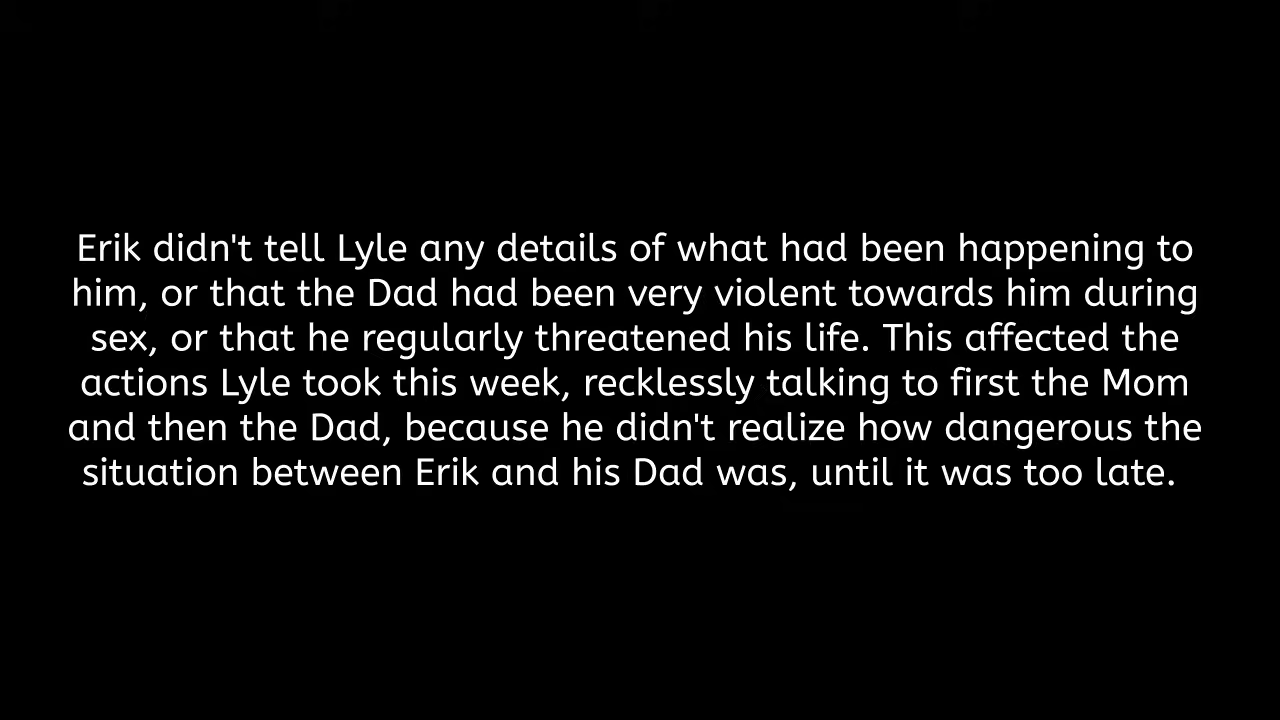 Erik didn't tell Lyle any details of what had been happening to
him, or that the Dad had been very violent towards him during
sex, or that he regularly threatened his life. This affected the
actions Lyle took this week, recklessly talking to first the Mom
and then the Dad, because he didn't realize how dangerous the
situation between Erik and his Dad was, until it was too late.